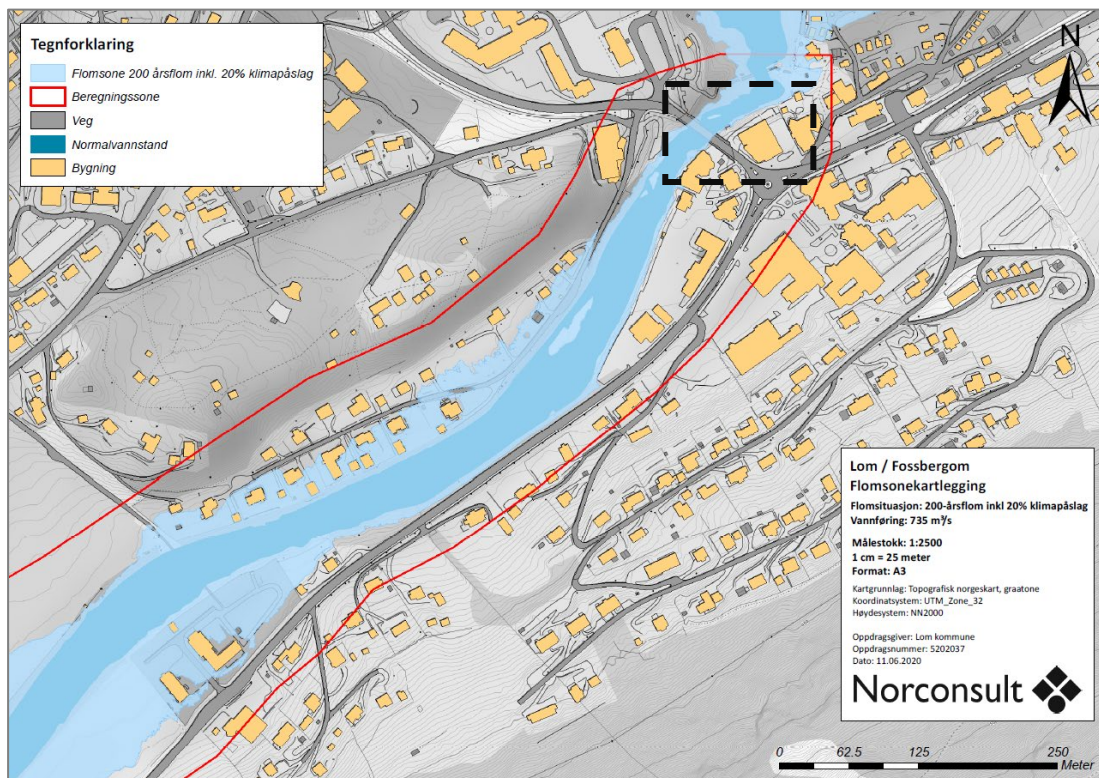 Tegnforklaring
Flomsone 200 årsflom inkl. 20% klimapåslag
Beregningssone
Veg
Normalvannstand
Bygning
N
Lom / Fossbergom
Flomsonekartlegging
Flomsituasjon: 200-årsflom inkl 20% klimapåslag
Vannføring: 735 m³/s
Målestokk: 1:2500
1 cm = 25 meter
Format: A3
Kartgrunnlag: Topografisk norgeskart, graatone
Koordinatsystem: UTM_Zone_32
Høydesystem: NN2000
Oppdragsgiver: Lom kommune
Oppdragsnummer: 5202037
Dato: 11.06.2020
Norconsult
0 62.5 125 250
Meter